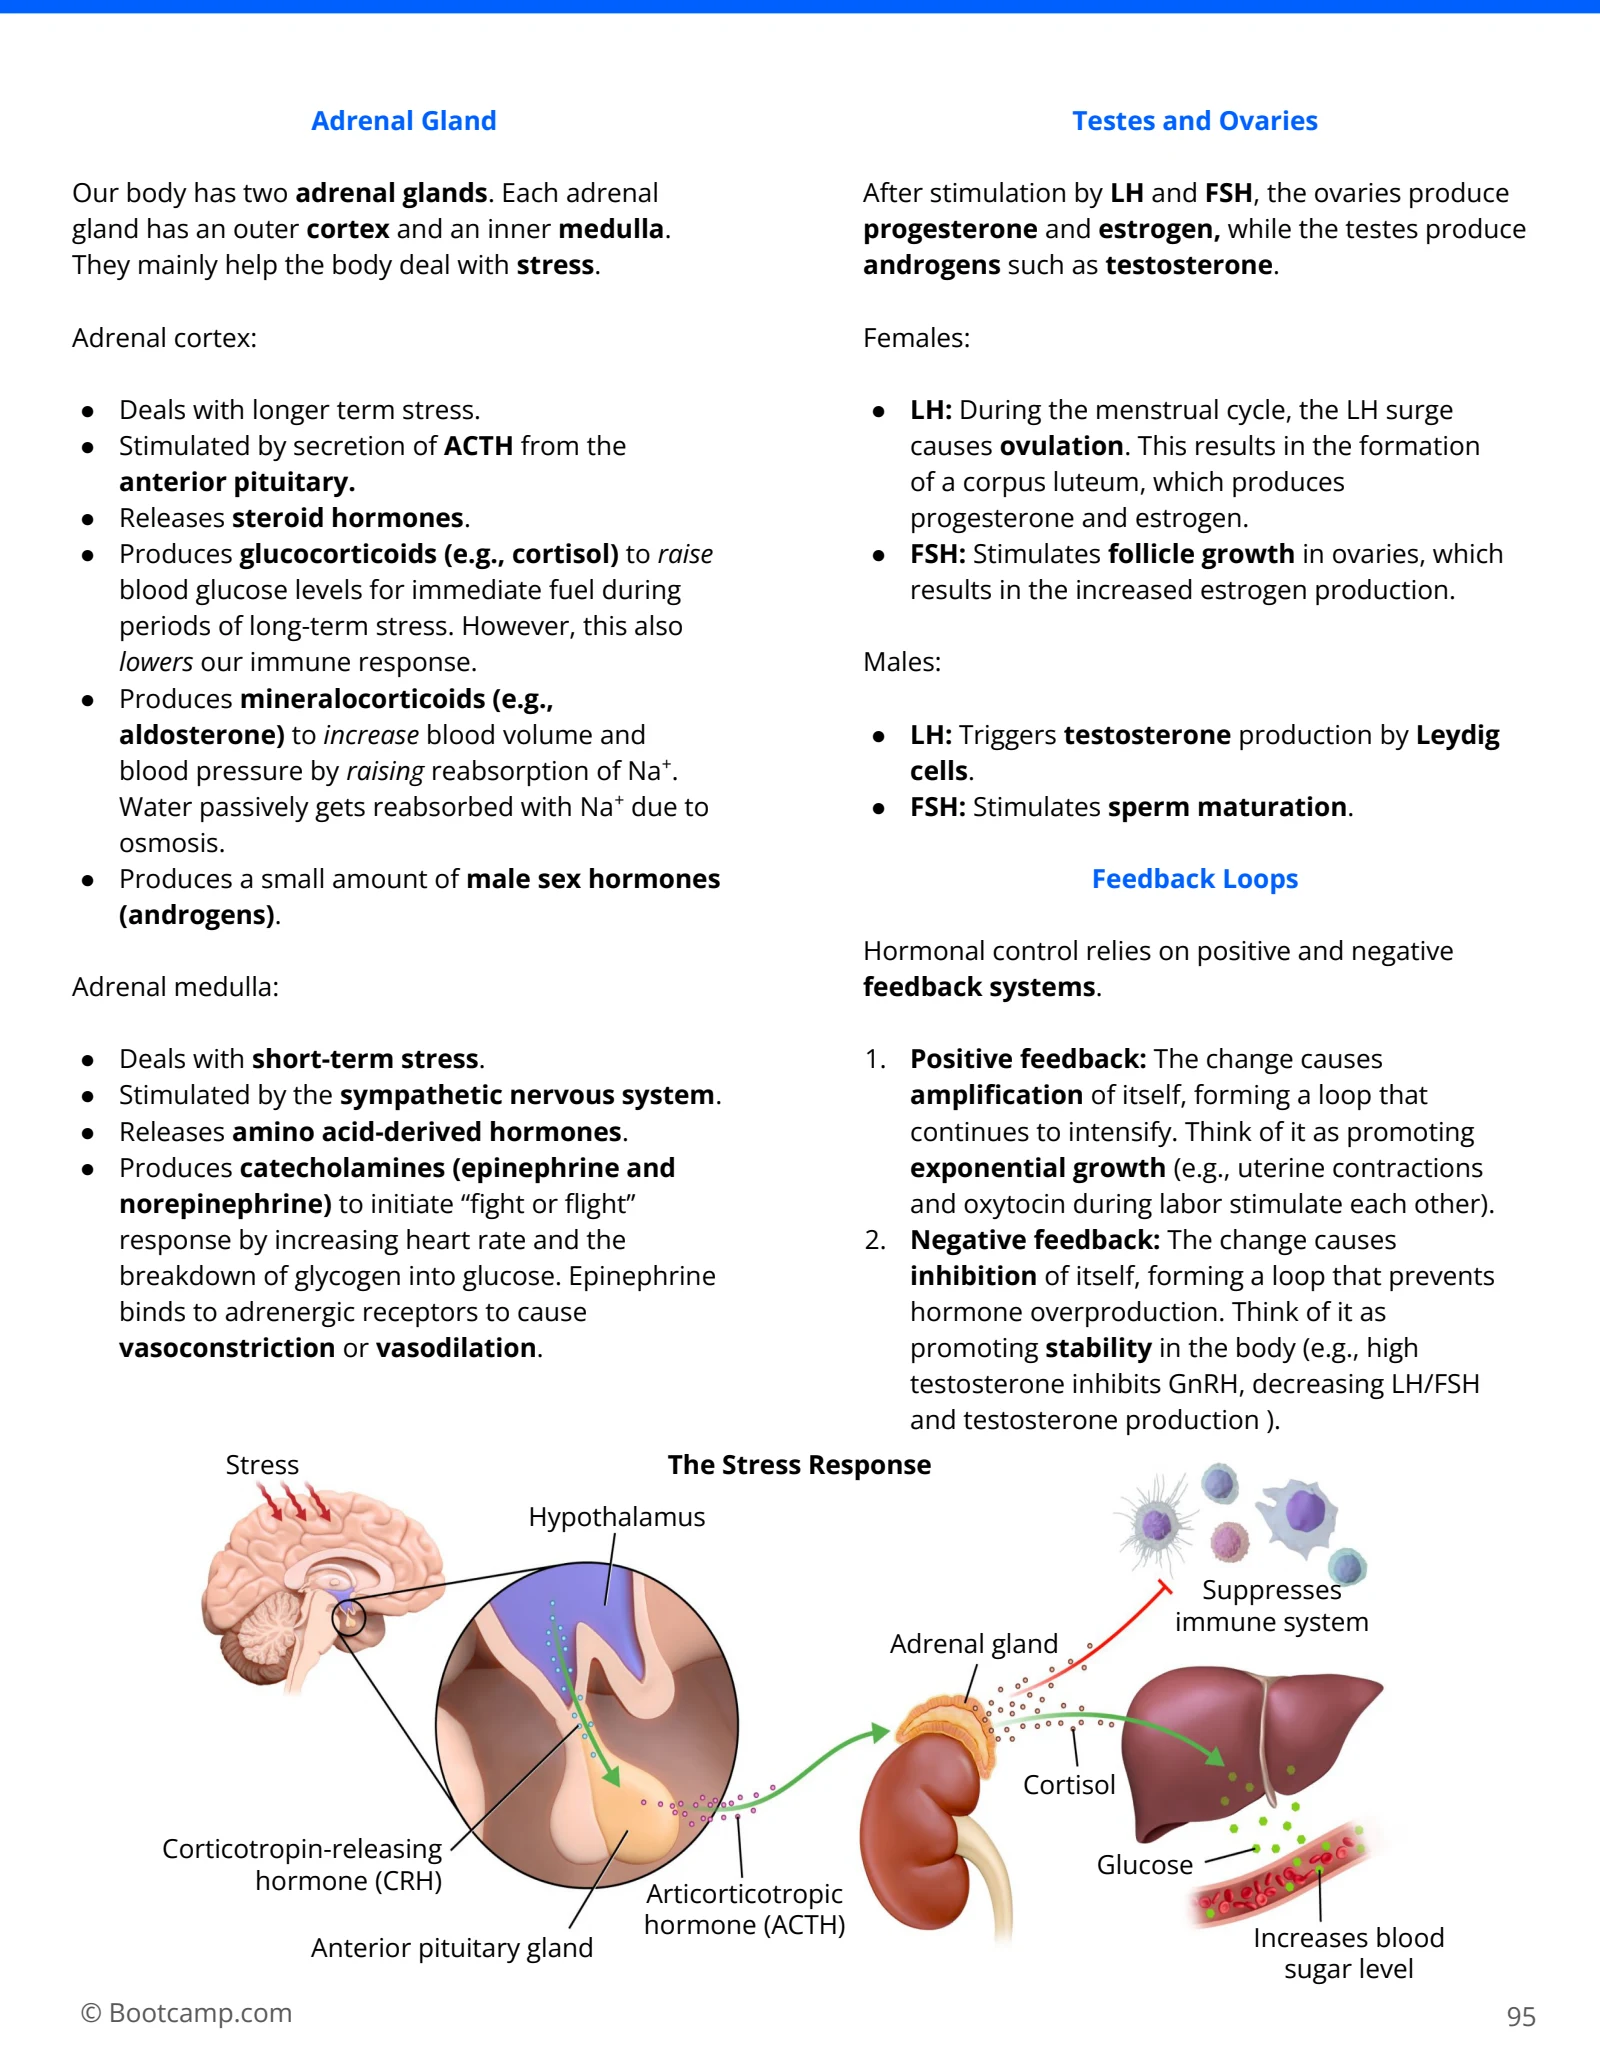 Adrenal Gland
Our body has two adrenal glands. Each adrenal
gland has an outer cortex and an inner medulla.
They mainly help the body deal with stress.
Adrenal cortex:
● Deals with longer term stress.
● Stimulated by secretion of ACTH from the
anterior pituitary.
● Releases steroid hormones.
● Produces glucocorticoids (e.g., cortisol) to raise
blood glucose levels for immediate fuel during
periods of long-term stress. However, this also
lowers our immune response.
● Produces mineralocorticoids (e.g.,
aldosterone) to increase blood volume and
blood pressure by raising reabsorption of Na⁺.
Water passively gets reabsorbed with Na⁺ due to
osmosis.
● Produces a small amount of male sex hormones
(androgens).
Adrenal medulla:
● Deals with short-term stress.
● Stimulated by the sympathetic nervous system.
● Releases amino acid-derived hormones.
● Produces catecholamines (epinephrine and
norepinephrine) to initiate “fight or flight”
response by increasing heart rate and the
breakdown of glycogen into glucose. Epinephrine
binds to adrenergic receptors to cause
vasoconstriction or vasodilation.
Testes and Ovaries
After stimulation by LH and FSH, the ovaries produce
progesterone and estrogen, while the testes produce
androgens such as testosterone.
Females:
● LH: During the menstrual cycle, the LH surge
causes ovulation. This results in the formation
of a corpus luteum, which produces
progesterone and estrogen.
● FSH: Stimulates follicle growth in ovaries, which
results in the increased estrogen production.
Males:
● LH: Triggers testosterone production by Leydig
cells.
● FSH: Stimulates sperm maturation.
Feedback Loops
Hormonal control relies on positive and negative
feedback systems.
1. Positive feedback: The change causes
amplification of itself, forming a loop that
continues to intensify. Think of it as promoting
exponential growth (e.g., uterine contractions
and oxytocin during labor stimulate each other).
2. Negative feedback: The change causes
inhibition of itself, forming a loop that prevents
hormone overproduction. Think of it as
promoting stability in the body (e.g., high
testosterone inhibits GnRH, decreasing LH/FSH
and testosterone production ).
The Stress Response
Stress
Hypothalamus
Suppresses
immune system
Adrenal gland
Cortisol
Corticotropin-releasing
hormone (CRH)
Glucose
Articorticotropic
hormone (ACTH)
Anterior pituitary gland
Increases blood
sugar level
© Bootcamp.com
95